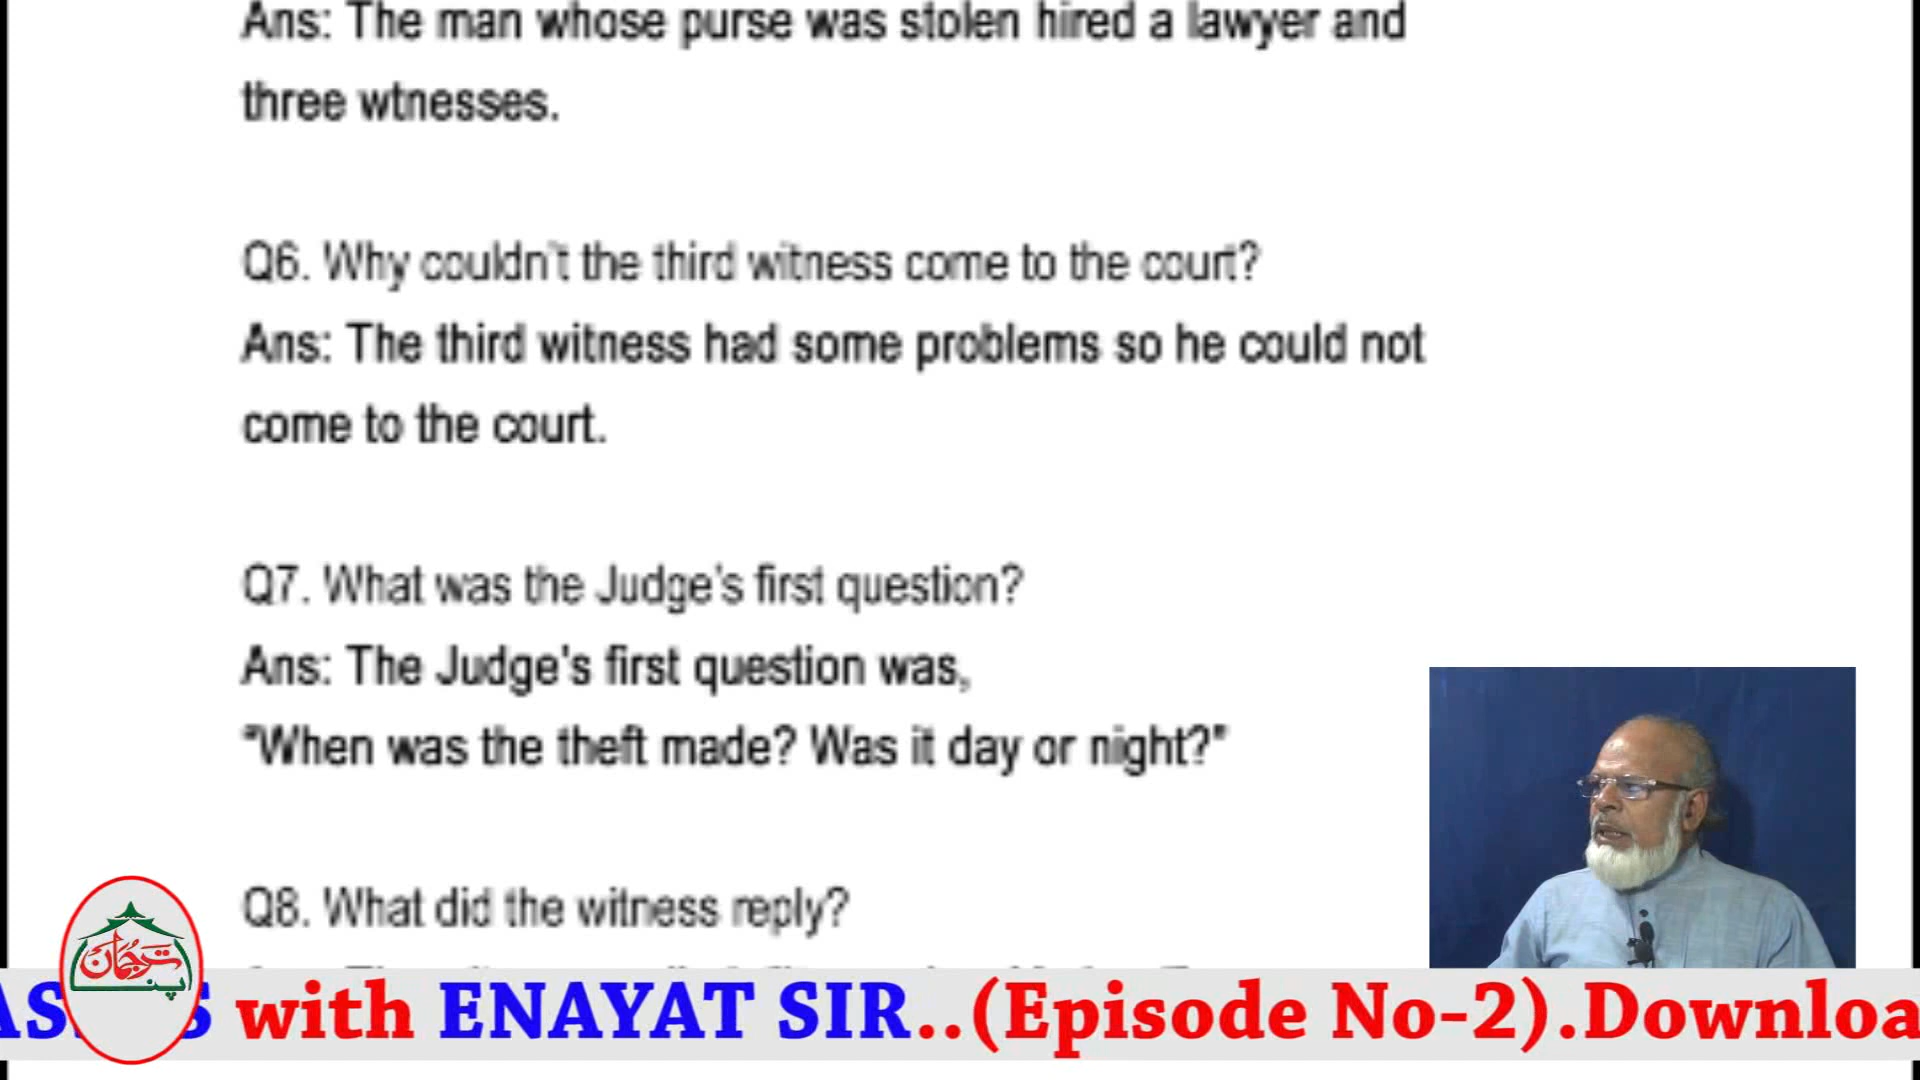 Ans: The man whose purse was stolen hired a lawyer and
three wtnesses.
Q6. Why couldn't the third witness come to the court?
Ans: The third witness had some problems so he could not
come to the court.
Q7. What was the Judge's first question?
Ans: The Judge's first question was,
"When was the theft made? Was it day or night?"
Q8. What did the witness reply?
with ENAYAT SIR..(Episode No-2).Downloa
ترجمان
پٹنہ